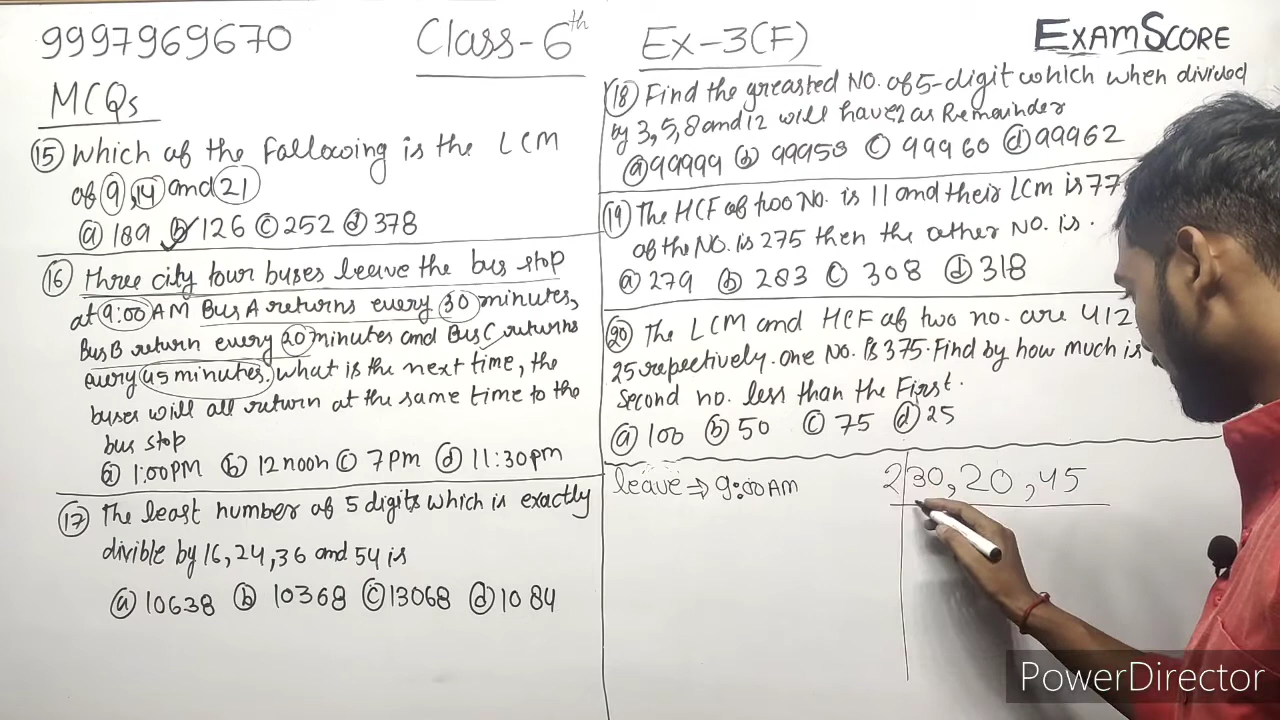 9997969670 Class-6th Ex-3(F) EXAMSCORE
MCQs
(15) Which of the following is the LCM
of 9, 14 and 21
(a) 189 (b) 126 (c) 252 (d) 378
(16) Three city tour buses leave the bus stop
at 9:00 AM Bus A returns every 30 minutes,
Bus B return every 20 minutes and Bus C returns
every 45 minutes. what is the next time, the
buses will all return at the same time to the
bus stop
(a) 1:00PM (b) 12 noon (c) 7pm (d) 11:30pm
(17) The least number of 5 digits which is exactly
divible by 16, 24, 36 and 54 is
(a) 10638 (b) 10368 (c) 13068 (d) 1084
(18) Find the greasted No. of 5-digit which when divided
by 3, 5, 8 and 12 will have 2 as Remainder
(a) 99999 (b) 99958 (c) 99960 (d) 99962
(19) The HCF of two No. is 11 and their LCM is 77
of the No. is 275 then the other No. is.
(a) 279 (b) 283 (c) 308 (d) 318
(20) The LCM and HCF of two no. are 412
25 repectively. one No. is 375. Find by how much is
second no. less than the First.
(a) 100 (b) 50 (c) 75 (d) 25
leave ⇒ 9:00AM
2 30, 20, 45
PowerDirector